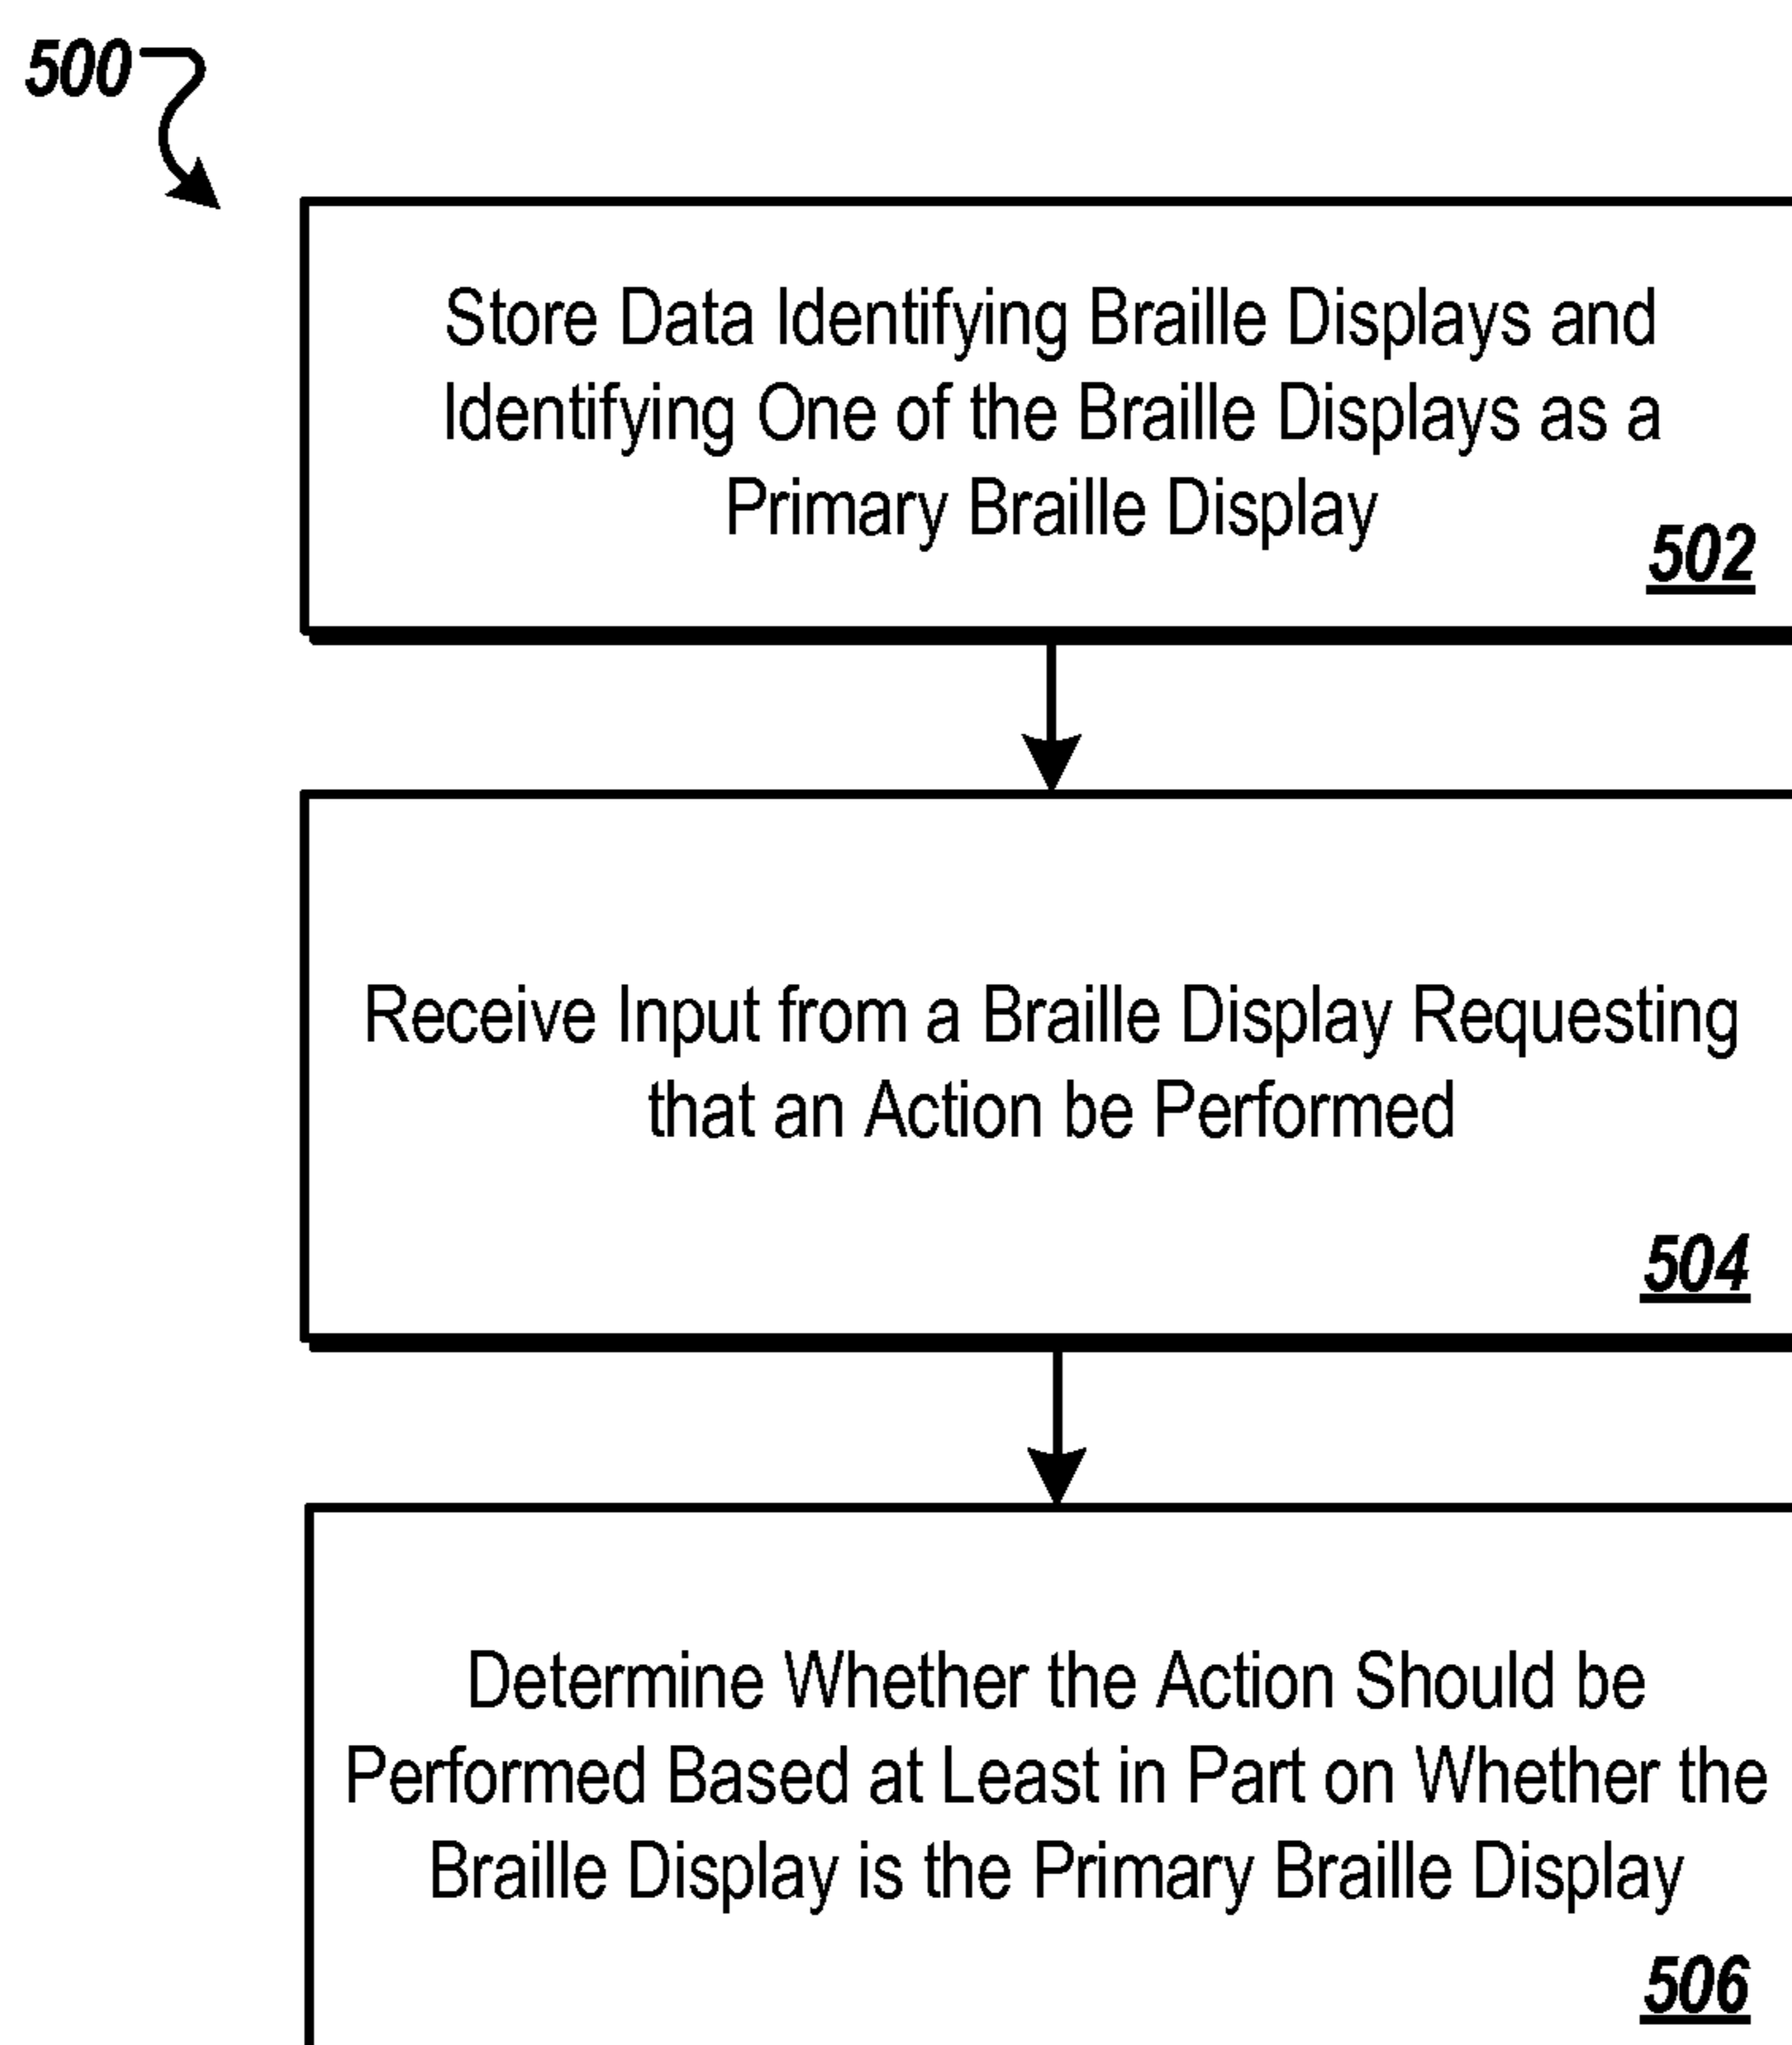 500
Store Data Identifying Braille Displays and
Identifying One of the Braille Displays as a
Primary Braille Display
502
Receive Input from a Braille Display Requesting
that an Action be Performed
504
Determine Whether the Action Should be
Performed Based at Least in Part on Whether the
Braille Display is the Primary Braille Display
506